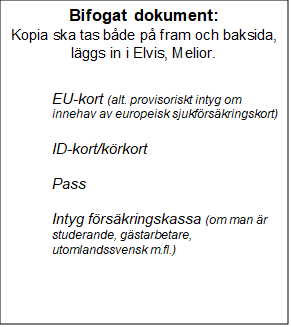 Bifogat dokument:
Kopia ska tas både på fram och baksida,
läggs in i Elvis, Melior.
EU-kort (alt. provisoriskt intyg om
innehav av europeisk sjukförsäkringskort)
ID-kort/körkort
Pass
Intyg försäkringskassa (om man är
studerande, gästarbetare,
utomlandssvensk m.fl.)